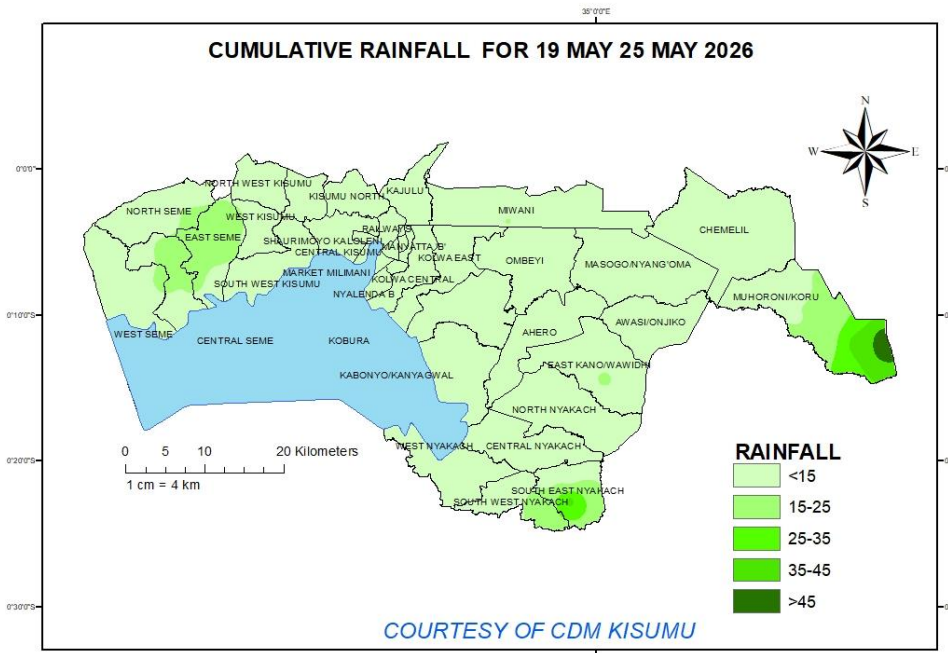 35°0'0"E
CUMULATIVE RAINFALL FOR 19 MAY 25 MAY 2026
N
W
E
S
0°0'0"
NORTH WEST KISUMU
KISUMU NORTH
KAJULU
NORTH SEME
WEST KISUMU
MIWANI
RAILWAYS
CHEMELIL
EAST SEME
SHAURIMOYO KALOLENI
MANYATTA B'
CENTRAL KISUMU
KOLWA EAST
OMBEYI
MASOGO/NYANG'OMA
MARKET MILIMANI
KOLWA CENTRAL
SOUTH WEST KISUMU
NYALENDA B
MUHORONI/KORU
0°10'0"S
AWASI/ONJIKO
WEST SEME
CENTRAL SEME
KOBURA
AHERO
EAST KANO/WAWIDHI
KABONYO/KANYAGWAL
NORTH NYAKACH
WEST NYAKACH
CENTRAL NYAKACH
0 5 10 20 Kilometers
1 cm = 4 km
0°20'0"S
SOUTH EAST NYAKACH
SOUTH WEST NYAKACH
RAINFALL
<15
15-25
25-35
35-45
>45
0°30'0"S
COURTESY OF CDM KISUMU